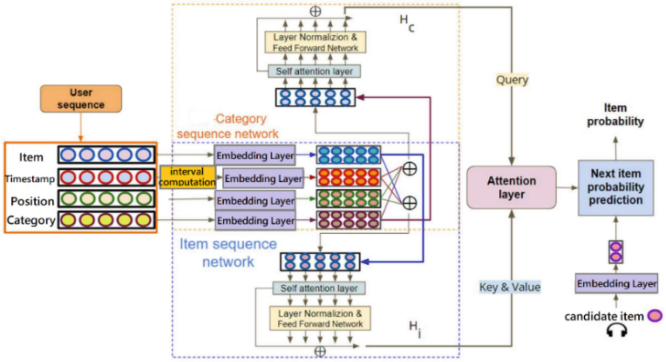 H_c
Layer Normalizion &
Feed Forward Network
Self attention layer
Query
User
sequence
-Category
sequence network
Item
probability
Item
Embedding Layer
Timestamp
interval
computation
Embedding Layer
Position
Embedding Layer
Category
Embedding Layer
Attention
layer
Next item
probability
prediction
Item sequence
network
Self attention layer
Key & Value
Embedding Layer
Layer Normalizion &
Feed Forward Network
H_i
candidate item